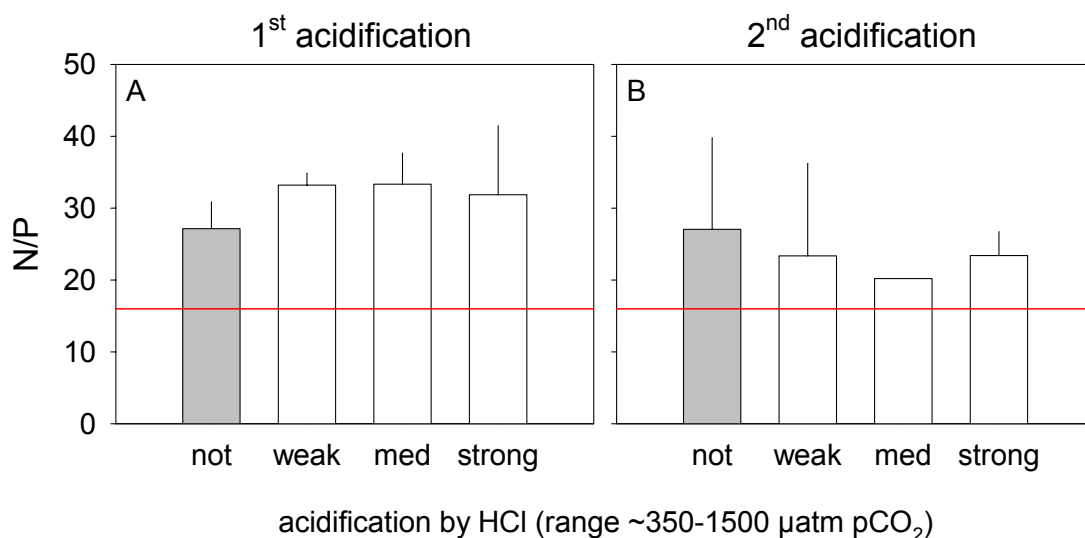 1st acidification
2nd acidification
A
B
N/P
50
40
30
20
10
0
not weak med strong
not weak med strong
acidification by HCl (range ~350-1500 µatm pCO2)